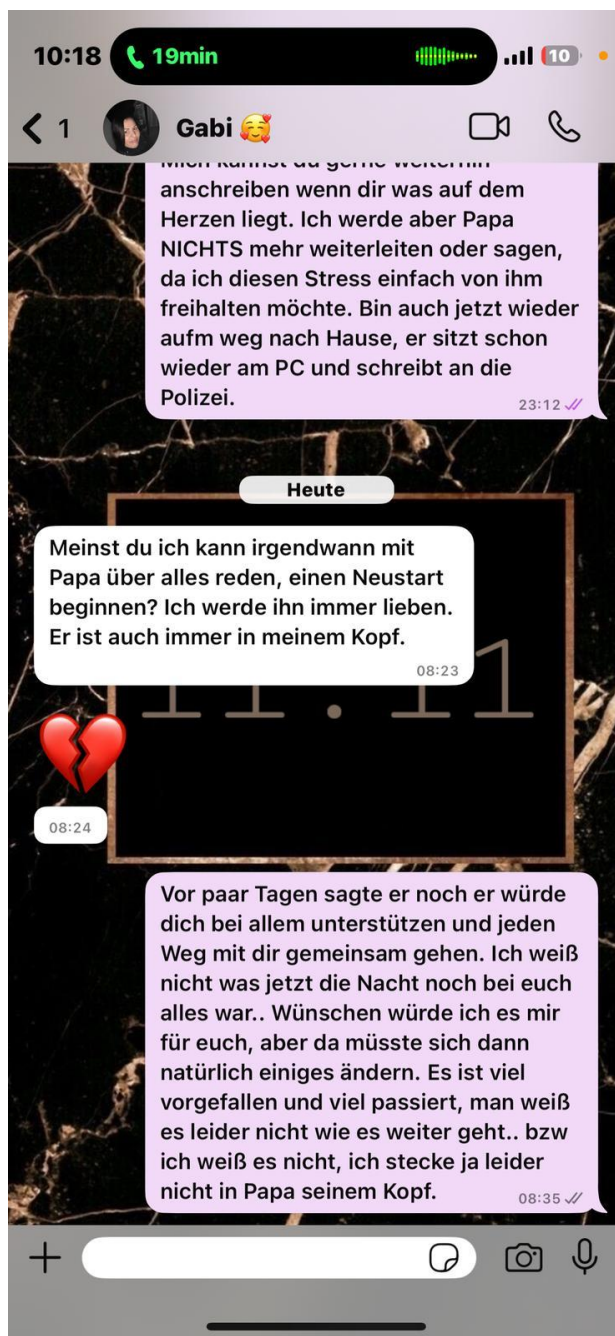 10:18
19min
10
1
Gabi 🥰
Mich kannst du gerne weiterhin
anschreiben wenn dir was auf dem
Herzen liegt. Ich werde aber Papa
NICHTS mehr weiterleiten oder sagen,
da ich diesen Stress einfach von ihm
freihalten möchte. Bin auch jetzt wieder
aufm weg nach Hause, er sitzt schon
wieder am PC und schreibt an die
Polizei.
23:12
Heute
Meinst du ich kann irgendwann mit
Papa über alles reden, einen Neustart
beginnen? Ich werde ihn immer lieben.
Er ist auch immer in meinem Kopf.
08:23
11.11
💔
08:24
Vor paar Tagen sagte er noch er würde
dich bei allem unterstützen und jeden
Weg mit dir gemeinsam gehen. Ich weiß
nicht was jetzt die Nacht noch bei euch
alles war.. Wünschen würde ich es mir
für euch, aber da müsste sich dann
natürlich einiges ändern. Es ist viel
vorgefallen und viel passiert, man weiß
es leider nicht wie es weiter geht.. bzw
ich weiß es nicht, ich stecke ja leider
nicht in Papa seinem Kopf.
08:35